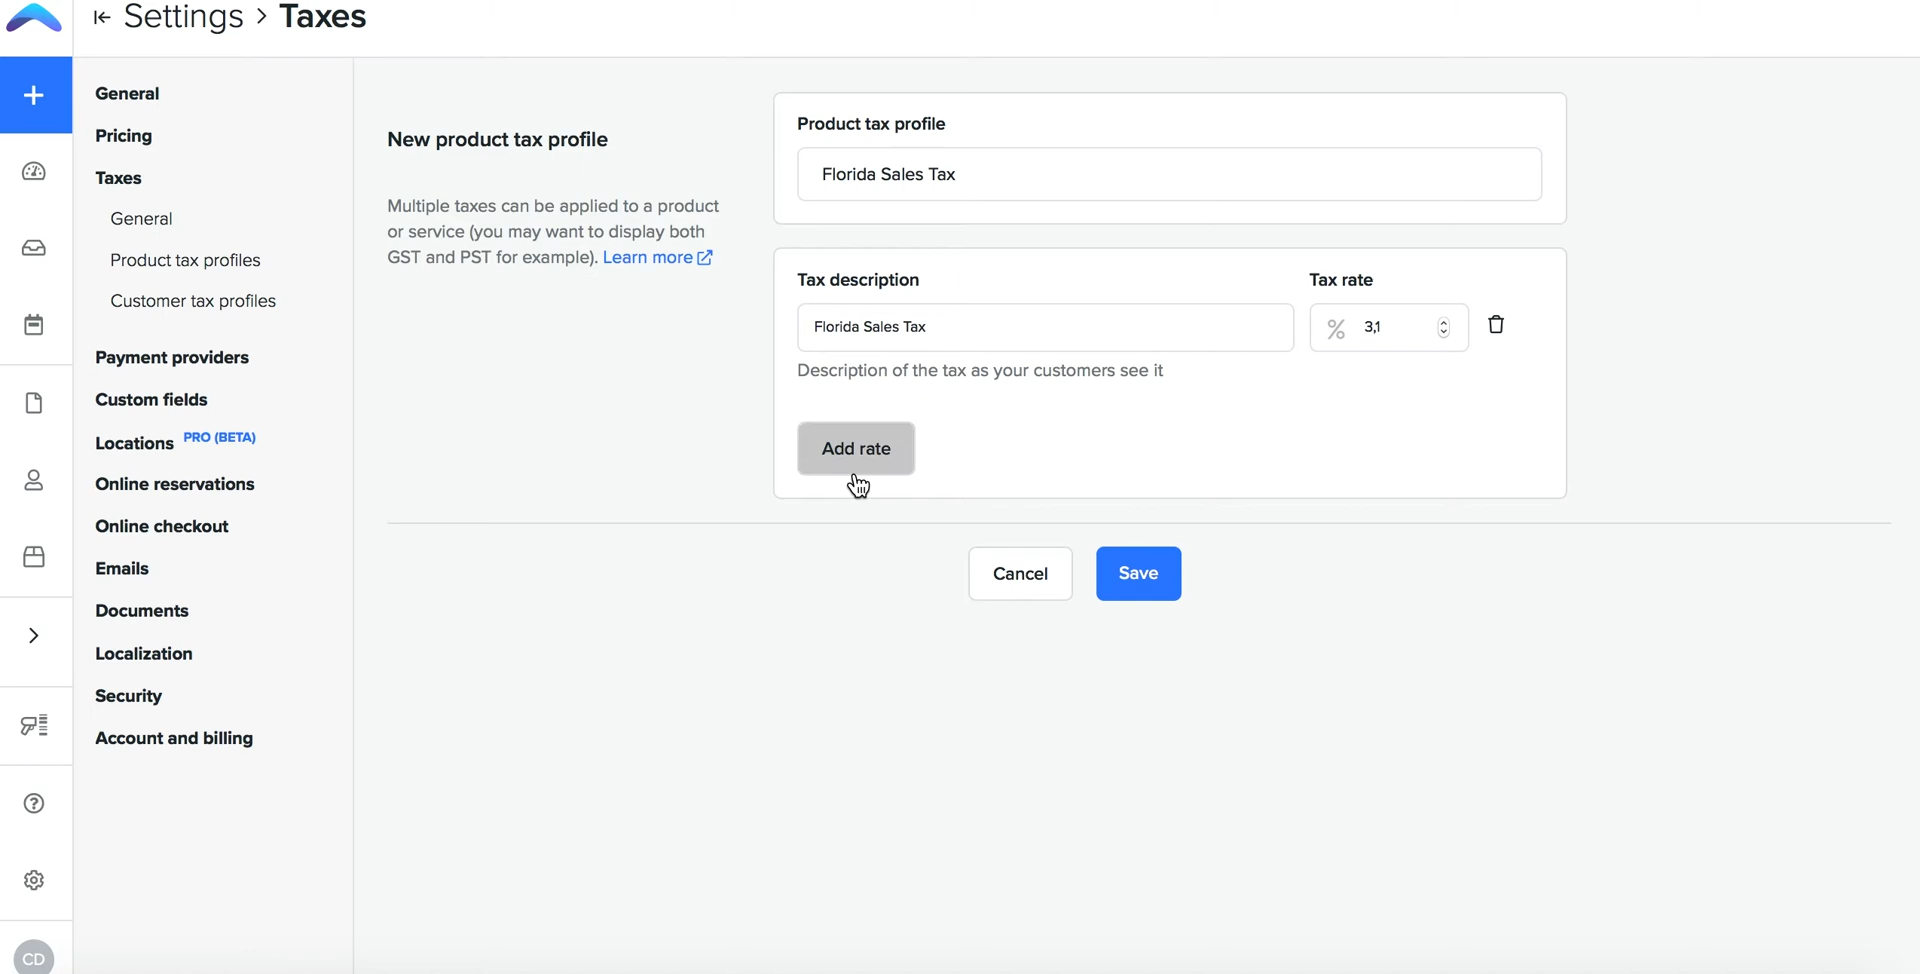 Settings > Taxes
General
Pricing
Taxes
General
Product tax profiles
Customer tax profiles
Payment providers
Custom fields
Locations PRO (BETA)
Online reservations
Online checkout
Emails
Documents
Localization
Security
Account and billing
CD
New product tax profile
Multiple taxes can be applied to a product
or service (you may want to display both
GST and PST for example). Learn more
Product tax profile
Florida Sales Tax
Tax description Tax rate
Florida Sales Tax % 3,1
Description of the tax as your customers see it
Add rate
Cancel Save